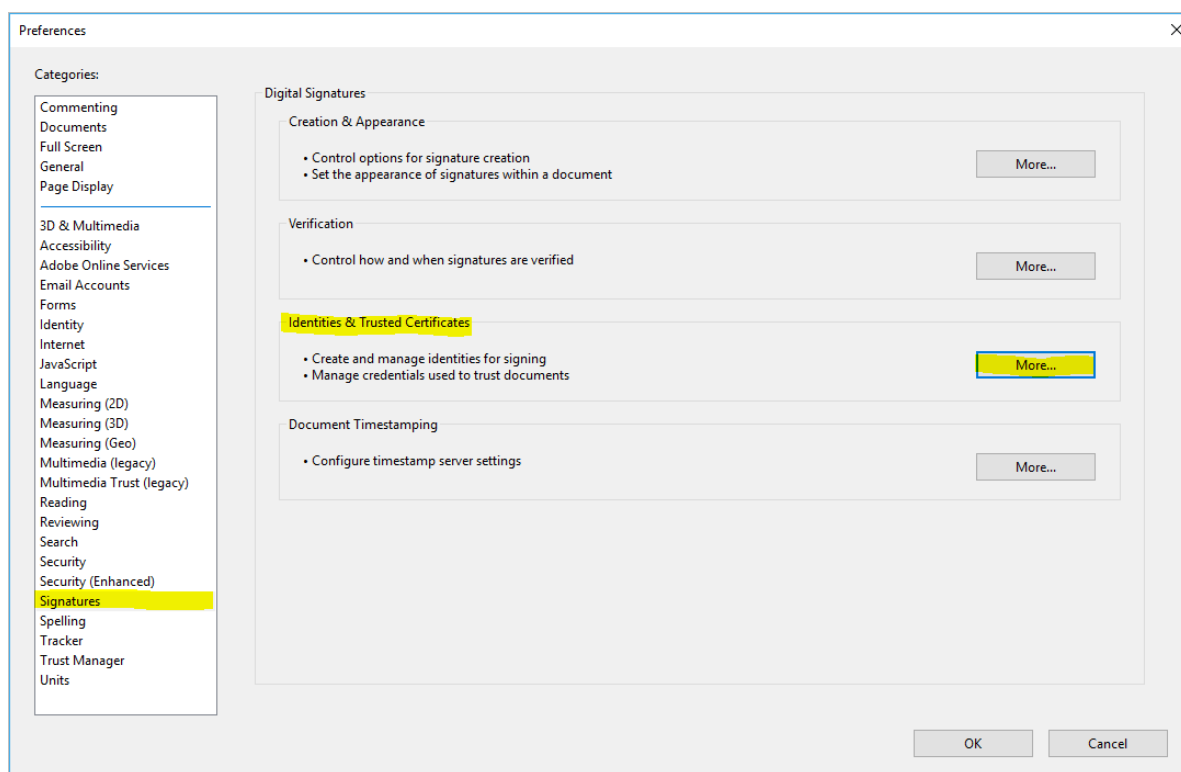 Preferences
Categories:
Commenting
Documents
Full Screen
General
Page Display
3D & Multimedia
Accessibility
Adobe Online Services
Email Accounts
Forms
Identity
Internet
JavaScript
Language
Measuring (2D)
Measuring (3D)
Measuring (Geo)
Multimedia (legacy)
Multimedia Trust (legacy)
Reading
Reviewing
Search
Security
Security (Enhanced)
Signatures
Spelling
Tracker
Trust Manager
Units
Digital Signatures
Creation & Appearance
• Control options for signature creation
• Set the appearance of signatures within a document
More...
Verification
• Control how and when signatures are verified
More...
Identities & Trusted Certificates
• Create and manage identities for signing
• Manage credentials used to trust documents
More...
Document Timestamping
• Configure timestamp server settings
More...
OK
Cancel